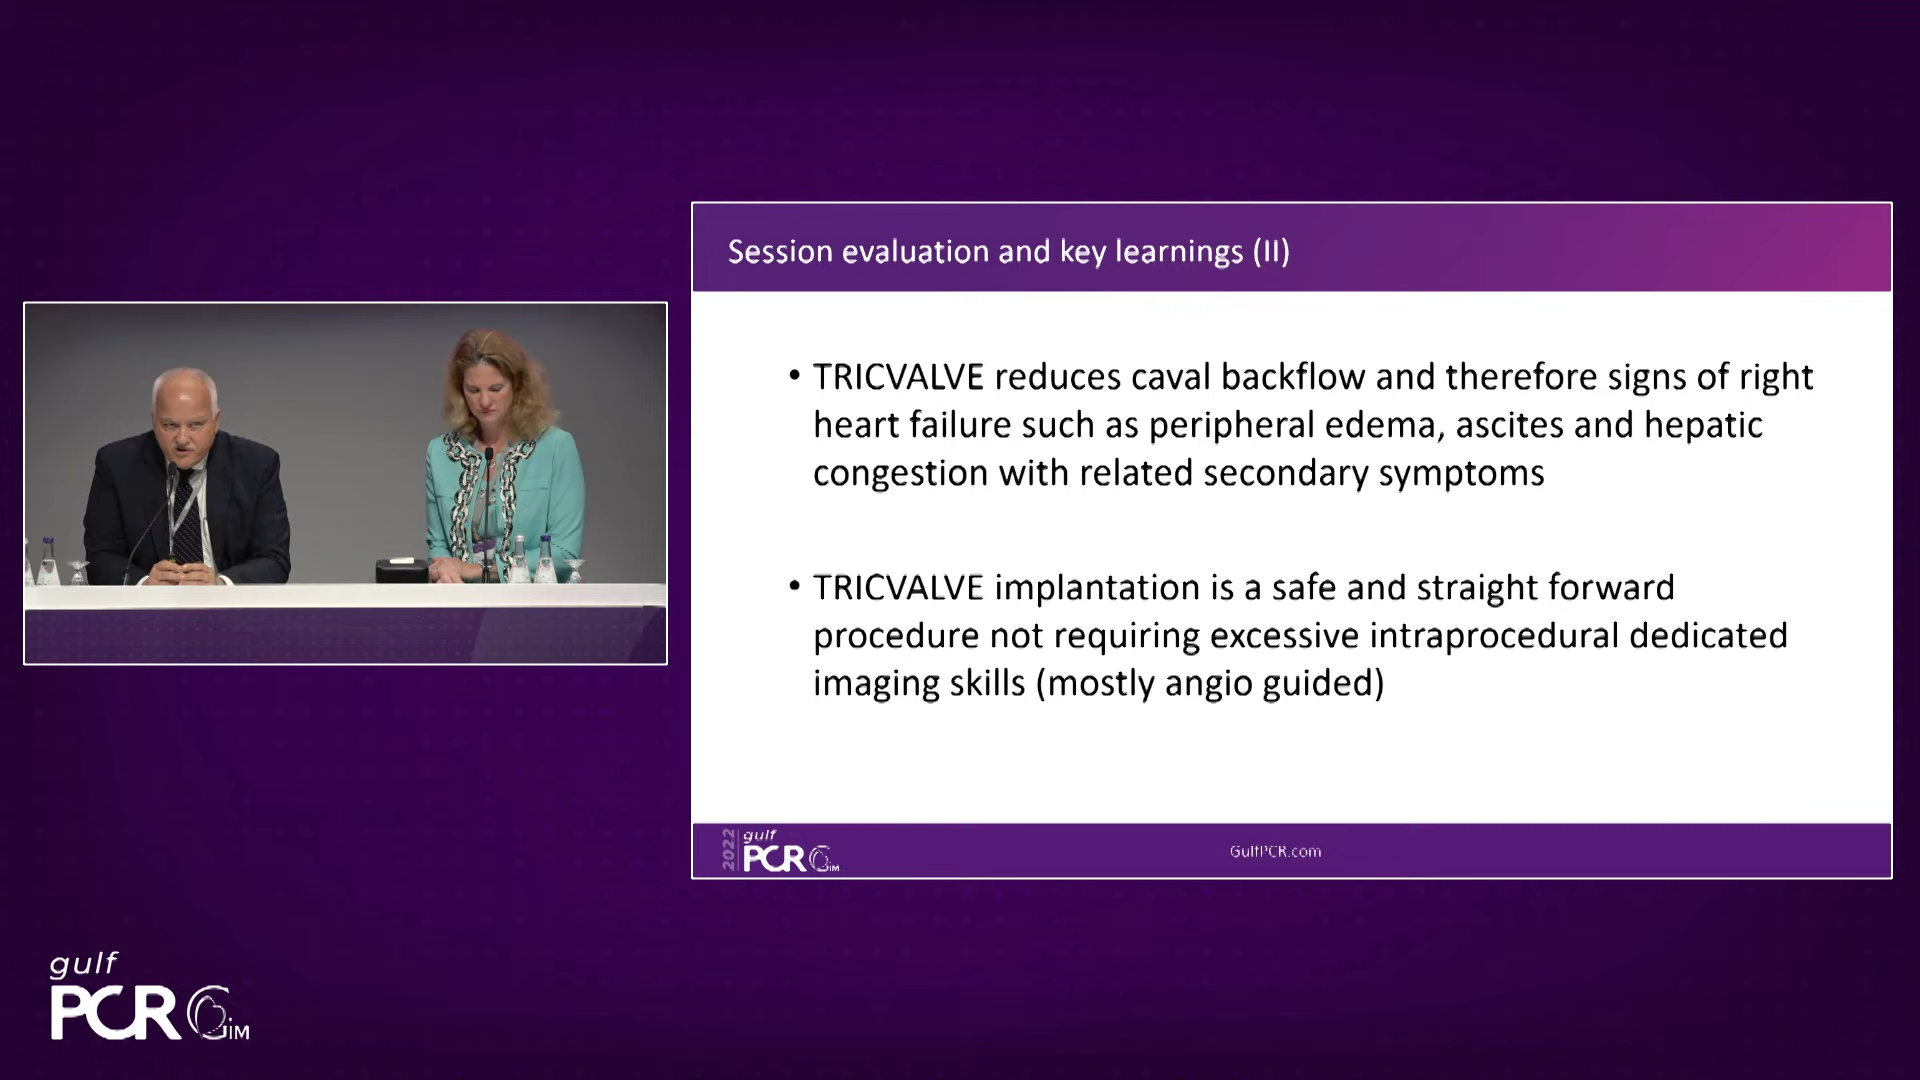 Session evaluation and key learnings (II)
• TRICVALVE reduces caval backflow and therefore signs of right
heart failure such as peripheral edema, ascites and hepatic
congestion with related secondary symptoms
• TRICVALVE implantation is a safe and straight forward
procedure not requiring excessive intraprocedural dedicated
imaging skills (mostly angio guided)
2022
gulf
PCR GIM
GulfPCR.com
gulf
PCR GIM